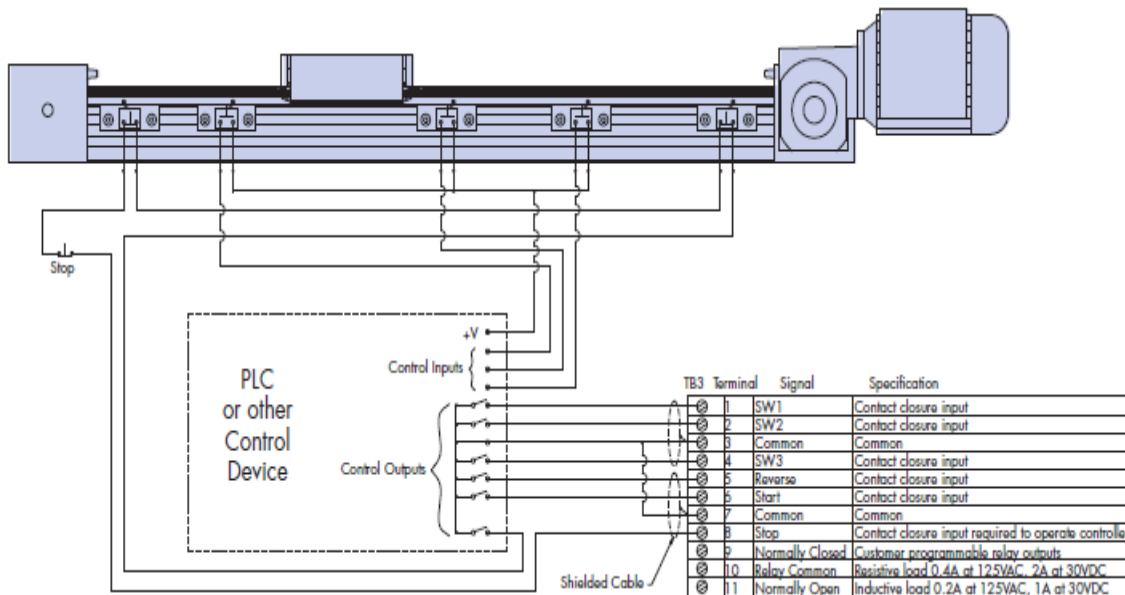 Stop
+V
Control Inputs
PLC
or other
Control
Device
Control Outputs
Shielded Cable
TB3 Terminal Signal Specification
1 SW1 Contact closure input
2 SW2 Contact closure input
3 Common Common
4 SW3 Contact closure input
5 Reverse Contact closure input
6 Start Contact closure input
7 Common Common
8 Stop Contact closure input required to operate controlle
9 Normally Closed Customer programmable relay outputs
10 Relay Common Resistive load 0.4A at 125VAC, 2A at 30VDC
11 Normally Open Inductive load 0.2A at 125VAC, 1A at 30VDC